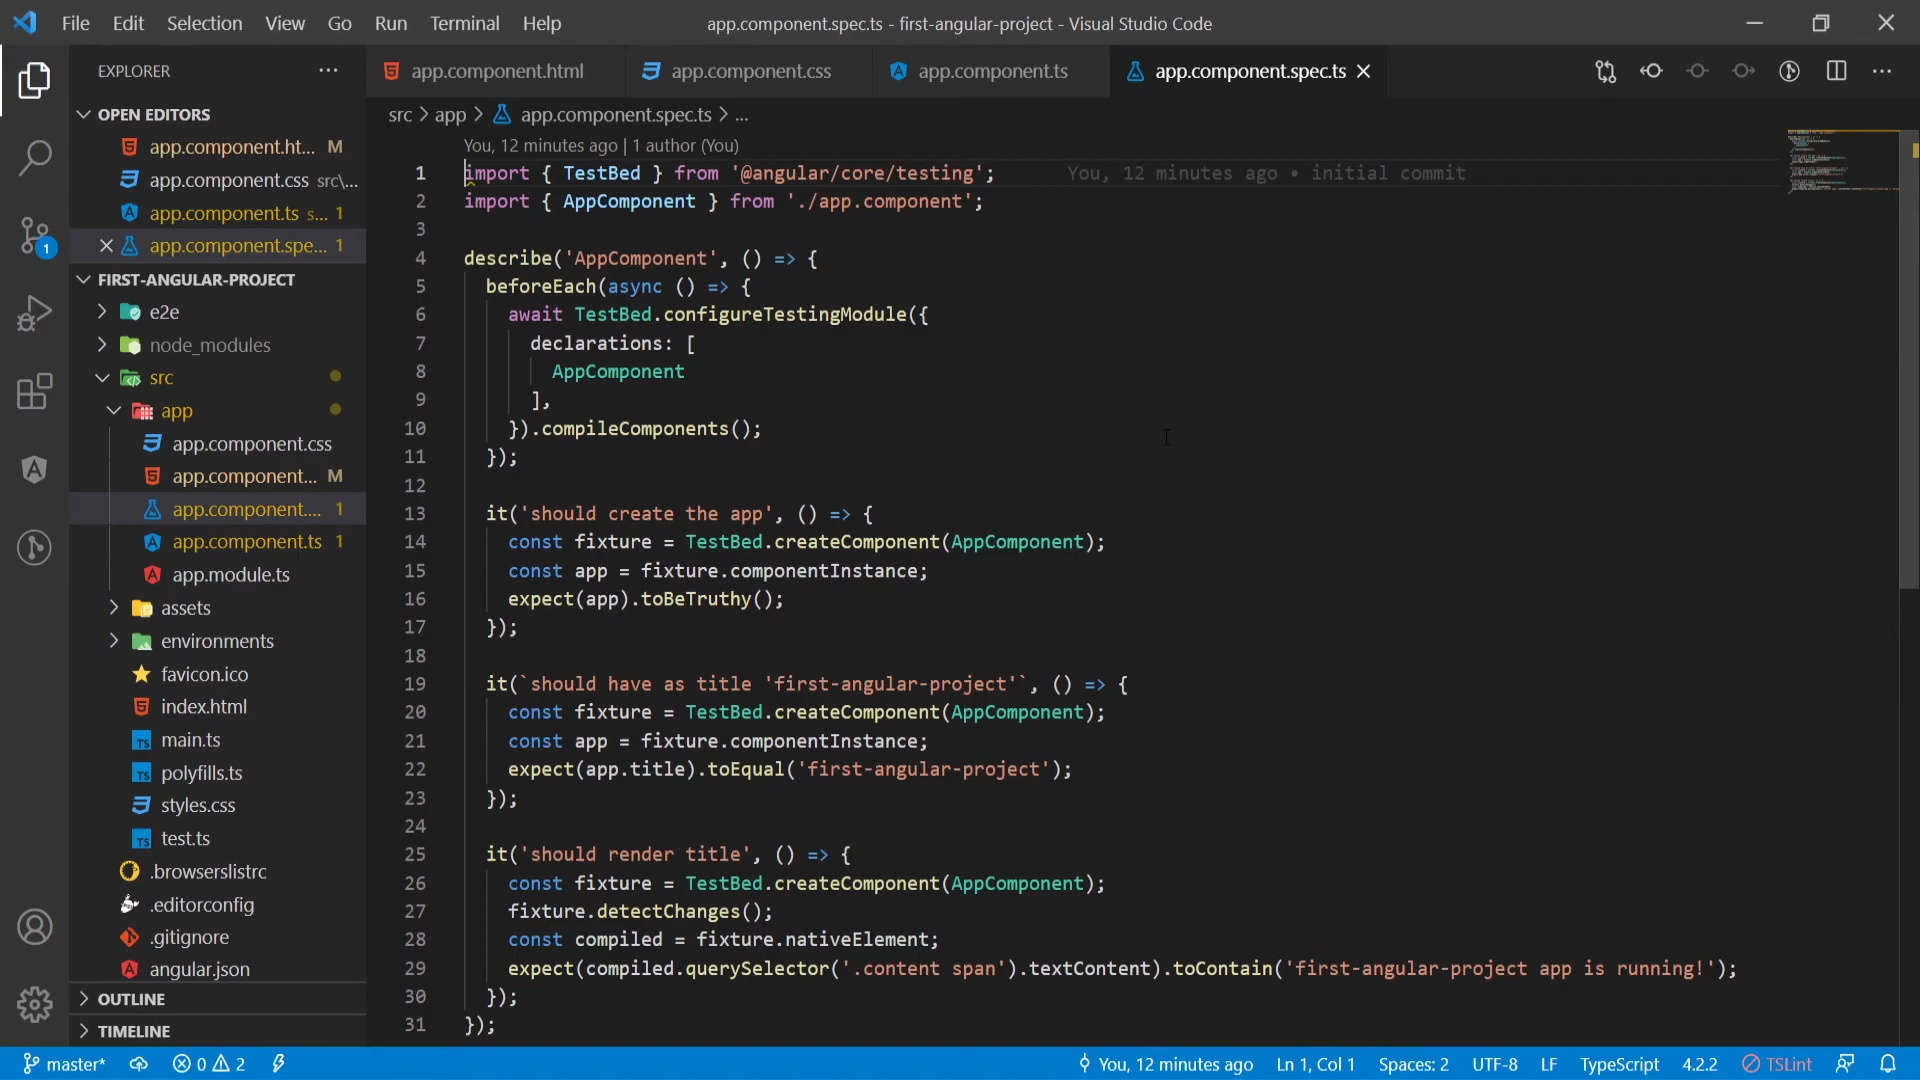 File Edit Selection View Go Run Terminal Help
app.component.spec.ts - first-angular-project - Visual Studio Code
EXPLORER
OPEN EDITORS
app.component.ht... M
app.component.css src\...
app.component.ts s... 1
app.component.spe... 1
FIRST-ANGULAR-PROJECT
e2e
node_modules
src
app
app.component.css
app.component... M
app.component.... 1
app.component.ts 1
app.module.ts
assets
environments
favicon.ico
index.html
TS main.ts
TS polyfills.ts
styles.css
TS test.ts
.browserslistrc
.editorconfig
.gitignore
angular.json
OUTLINE
TIMELINE
1
app.component.html app.component.css app.component.ts app.component.spec.ts
src > app > app.component.spec.ts > ...
You, 12 minutes ago | 1 author (You)
1 import { TestBed } from '@angular/core/testing'; You, 12 minutes ago • initial commit
2 import { AppComponent } from './app.component';
3
4 describe('AppComponent', () => {
5 beforeEach(async () => {
6 await TestBed.configureTestingModule({
7 declarations: [
8 AppComponent
9 ],
10 }).compileComponents();
11 });
12
13 it('should create the app', () => {
14 const fixture = TestBed.createComponent(AppComponent);
15 const app = fixture.componentInstance;
16 expect(app).toBeTruthy();
17 });
18
19 it(`should have as title 'first-angular-project'`, () => {
20 const fixture = TestBed.createComponent(AppComponent);
21 const app = fixture.componentInstance;
22 expect(app.title).toEqual('first-angular-project');
23 });
24
25 it('should render title', () => {
26 const fixture = TestBed.createComponent(AppComponent);
27 fixture.detectChanges();
28 const compiled = fixture.nativeElement;
29 expect(compiled.querySelector('.content span').textContent).toContain('first-angular-project app is running!');
30 });
31 });
master* 0 2 You, 12 minutes ago Ln 1, Col 1 Spaces: 2 UTF-8 LF TypeScript 4.2.2 TSLint